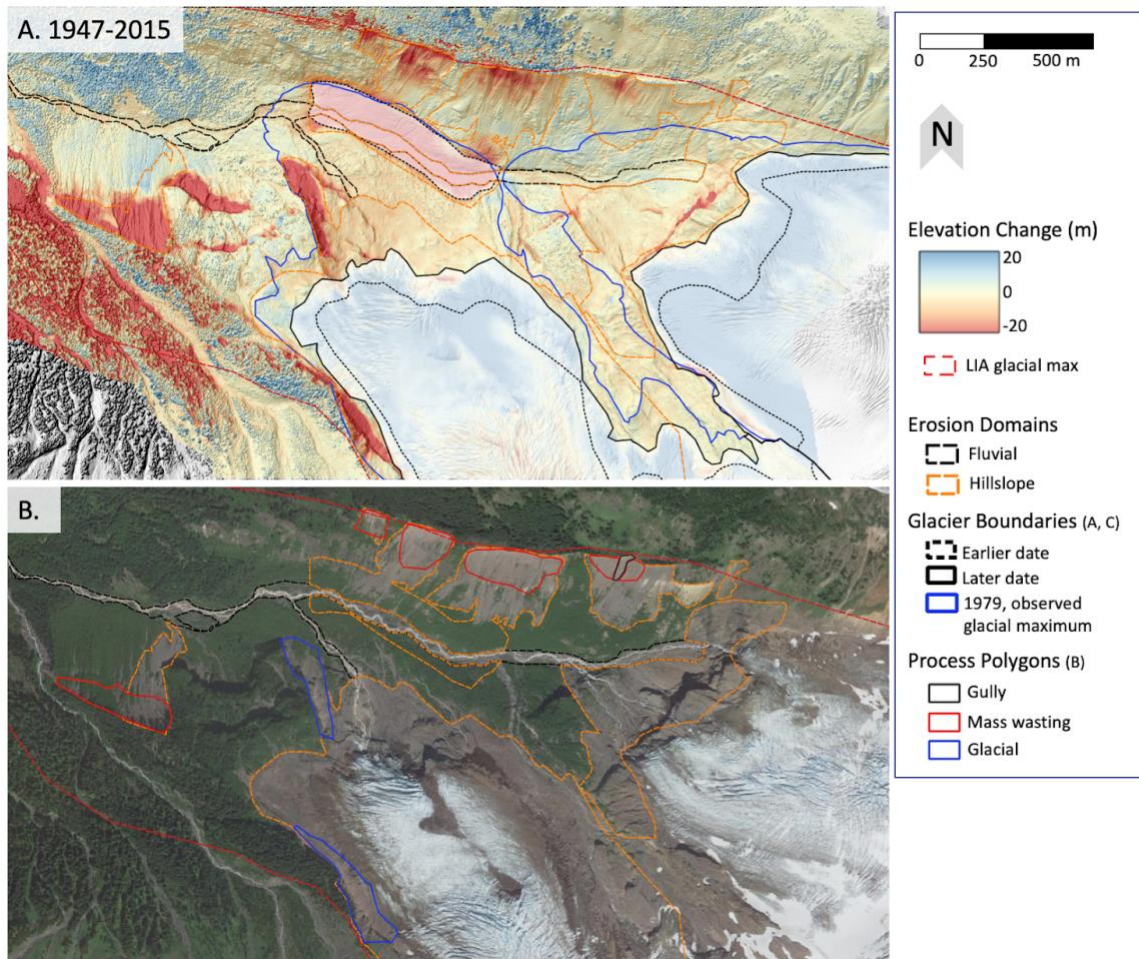 A. 1947-2015
B.
0 250 500 m
N
Elevation Change (m)
20
0
-20
LIA glacial max
Erosion Domains
Fluvial
Hillslope
Glacier Boundaries (A, C)
Earlier date
Later date
1979, observed
glacial maximum
Process Polygons (B)
Gully
Mass wasting
Glacial